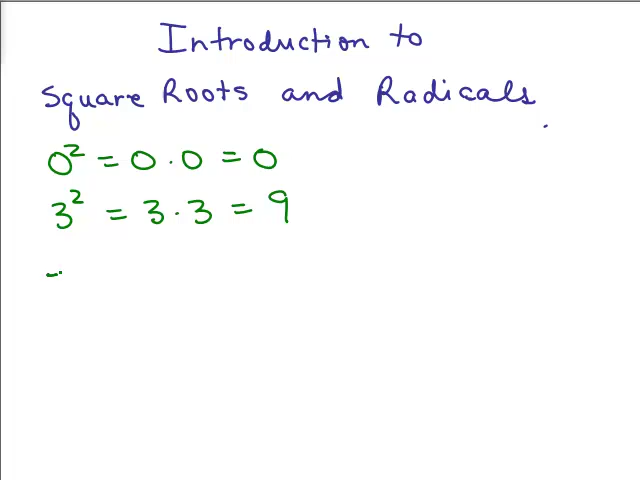 Introduction to
Square Roots and Radicals.
0² = 0 · 0 = 0
3² = 3 · 3 = 9
-